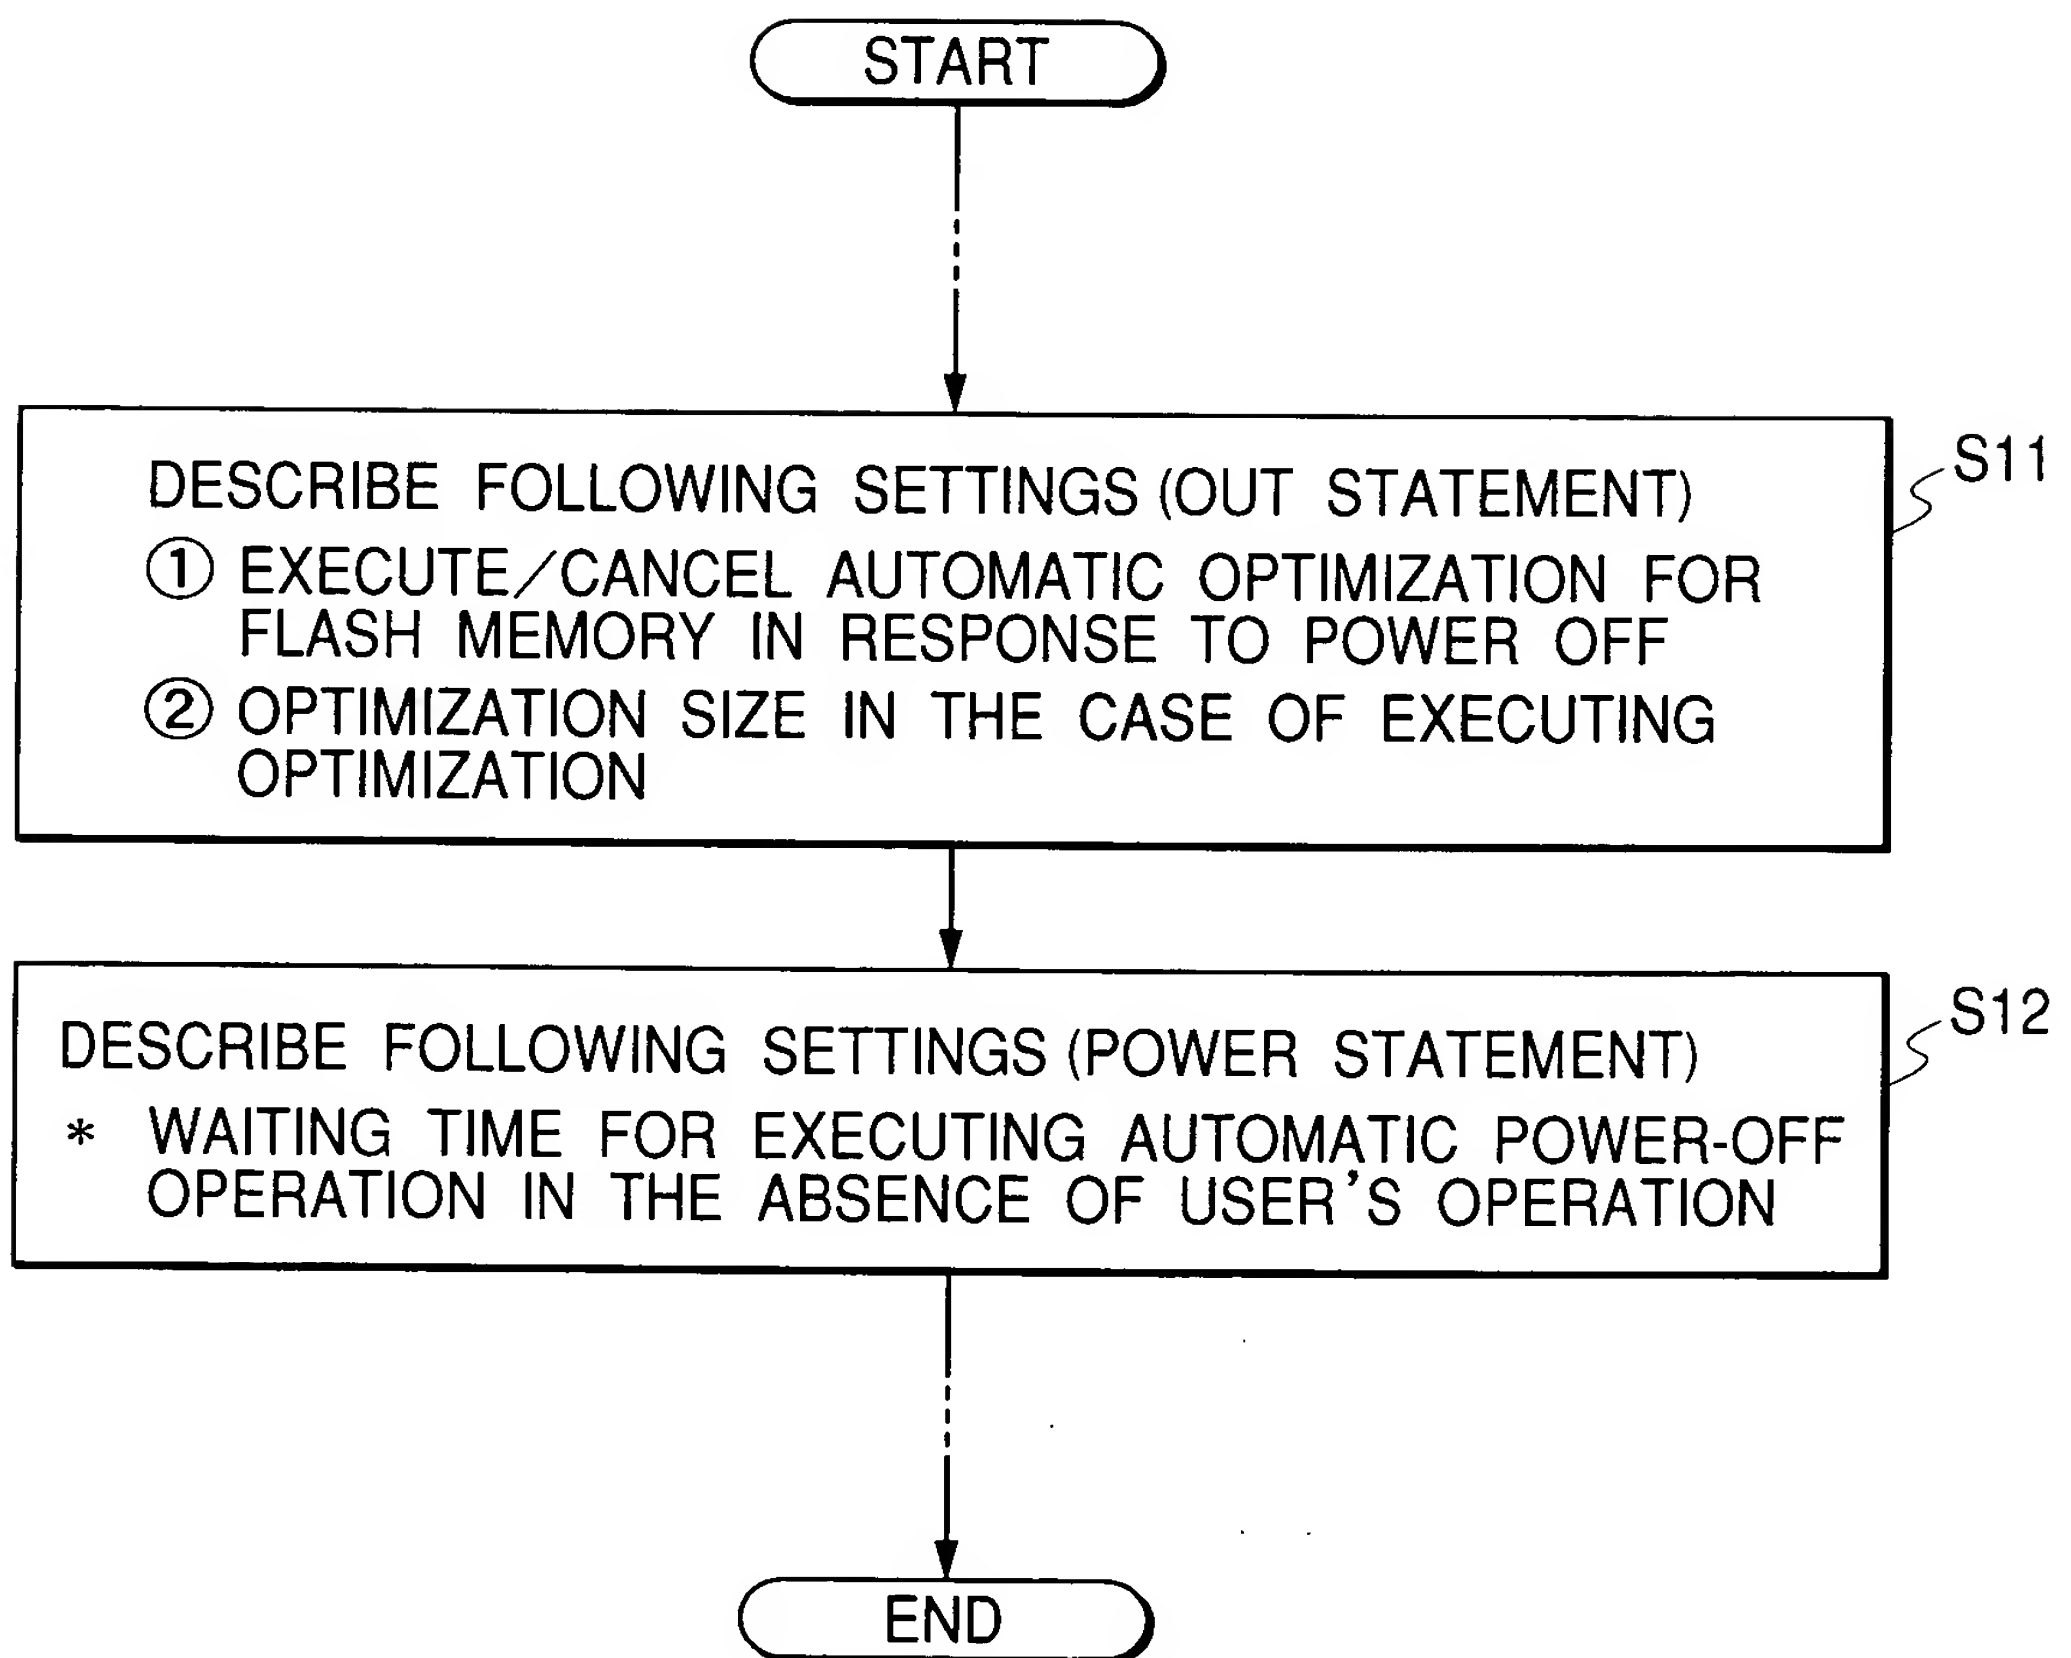 START
DESCRIBE FOLLOWING SETTINGS (OUT STATEMENT)
S11
① EXECUTE/CANCEL AUTOMATIC OPTIMIZATION FOR
FLASH MEMORY IN RESPONSE TO POWER OFF
② OPTIMIZATION SIZE IN THE CASE OF EXECUTING
OPTIMIZATION
DESCRIBE FOLLOWING SETTINGS (POWER STATEMENT)
S12
* WAITING TIME FOR EXECUTING AUTOMATIC POWER-OFF
OPERATION IN THE ABSENCE OF USER'S OPERATION
END